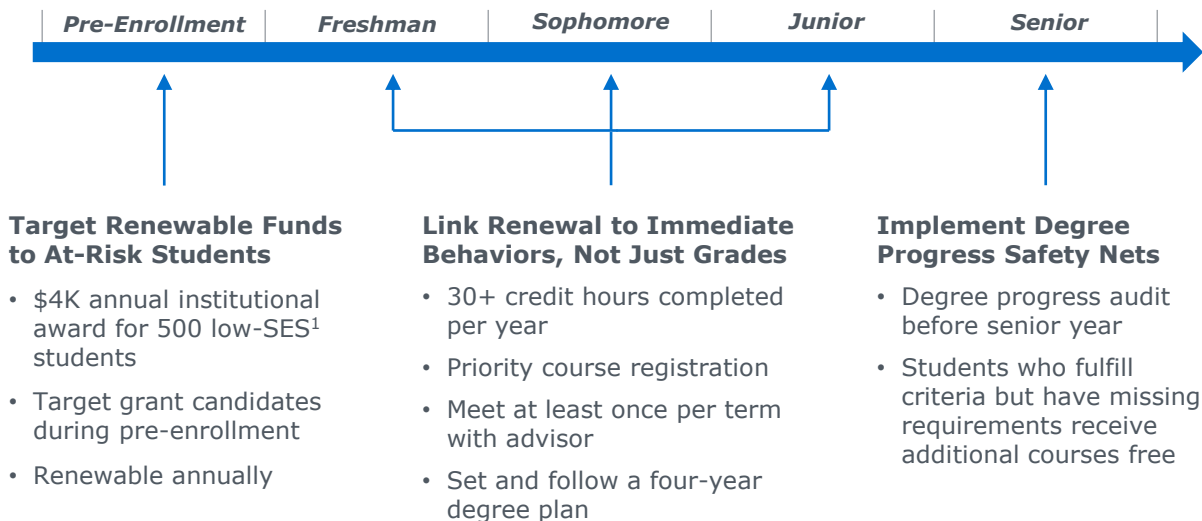 Pre-Enrollment
Freshman
Sophomore
Junior
Senior
Target Renewable Funds
to At-Risk Students
• $4K annual institutional
award for 500 low-SES¹
students
• Target grant candidates
during pre-enrollment
• Renewable annually
Link Renewal to Immediate
Behaviors, Not Just Grades
• 30+ credit hours completed
per year
• Priority course registration
• Meet at least once per term
with advisor
• Set and follow a four-year
degree plan
Implement Degree
Progress Safety Nets
• Degree progress audit
before senior year
• Students who fulfill
criteria but have missing
requirements receive
additional courses free